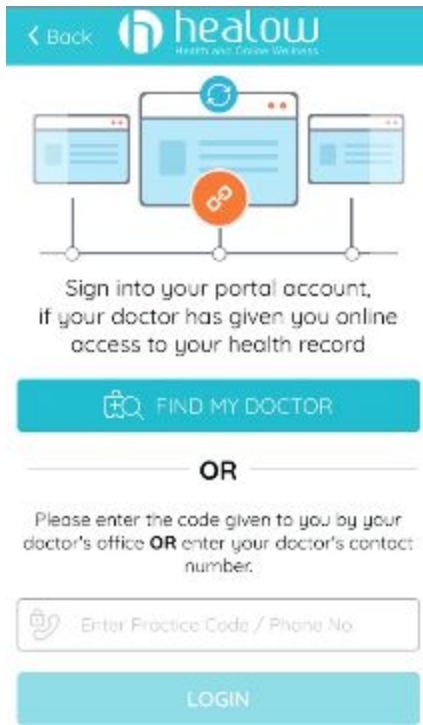 Back
healow
Health and Online Wellness
Sign into your portal account,
if your doctor has given you online
access to your health record
FIND MY DOCTOR
OR
Please enter the code given to you by your
doctor's office OR enter your doctor's contact
number.
Enter Practice Code / Phone No
LOGIN